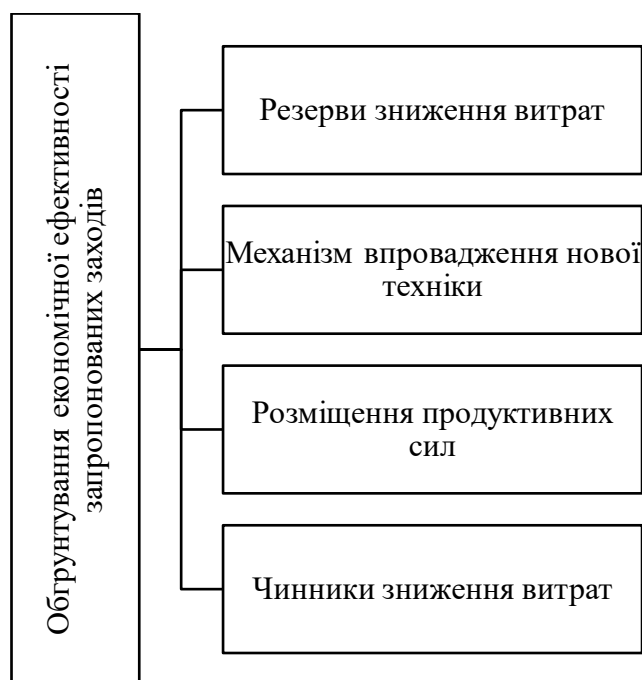 Обгрунтування економічної ефективності
запропонованих заходів
Резерви зниження витрат
Механізм впровадження нової
техніки
Розміщення продуктивних
сил
Чинники зниження витрат